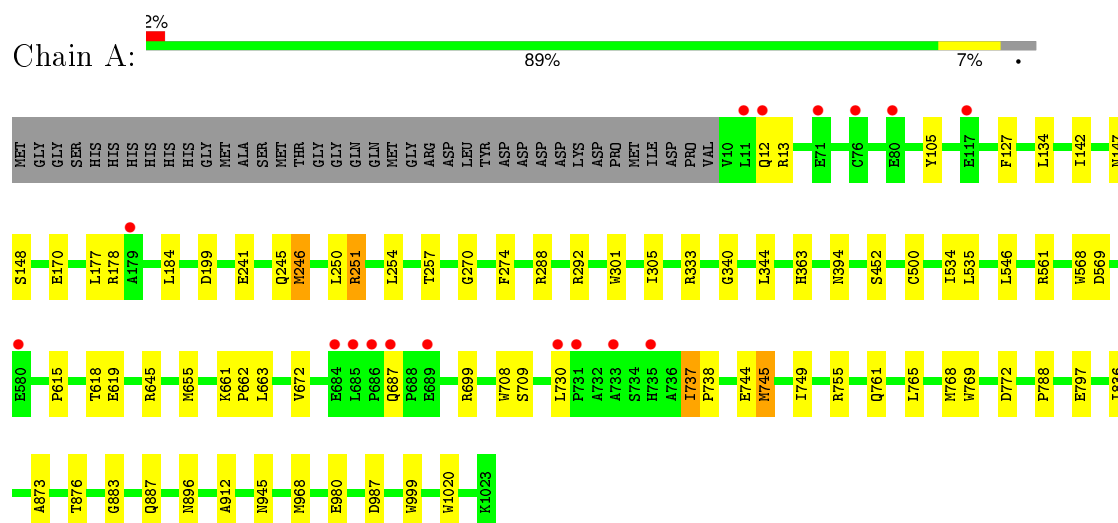 2%
Chain A:
89% 7% •
MET GLY GLY SER HIS HIS HIS HIS HIS HIS GLY MET ALA SER MET THR GLY GLY GLN GLN MET GLY ARG ASP LEU TYR ASP ASP ASP ASP LYS ASP PRO MET ILE ASP PRO VAL V10 L11 Q12 R13 E71 C76 E80 Y105 E117 F127 L134 I142 N147
S148 E170 L177 R178 A179 L184 D199 E241 Q245 M246 L250 R251 L254 T257 G270 F274 R288 R292 W301 I305 R333 G340 L344 H363 N394 S452 C500 I534 L535 L546 R561 W568 D569
E580 P615 T618 E619 R645 M655 K661 P662 L663 V672 E684 L685 P686 Q687 P688 E689 R699 W708 S709 L730 P731 A732 A733 S734 H735 A736 I737 P738 E744 M745 I749 R755 Q761 L765 M768 W769 D772 P788 E797
A873 T876 G883 Q887 N896 A912 N945 M968 E980 D987 W999 W1020 K1023